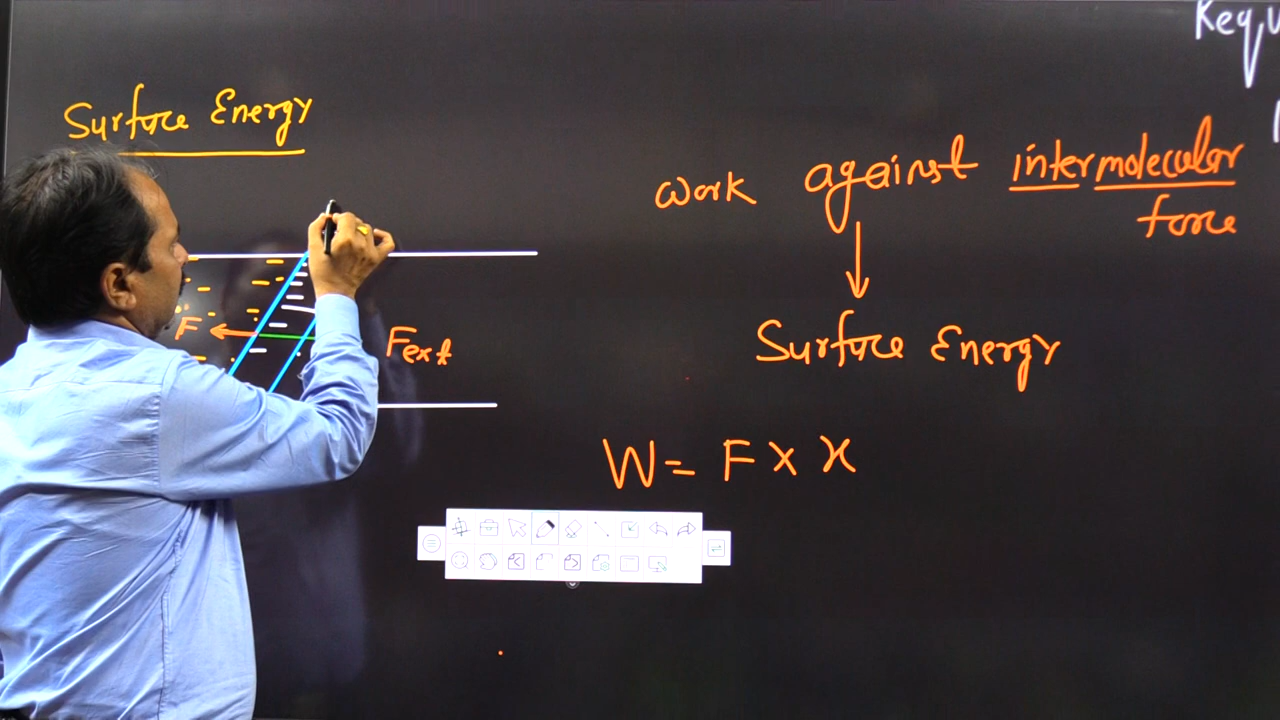 Surface Energy
work against intermolecular
force
Surface Energy
F
Fext
W = F × x